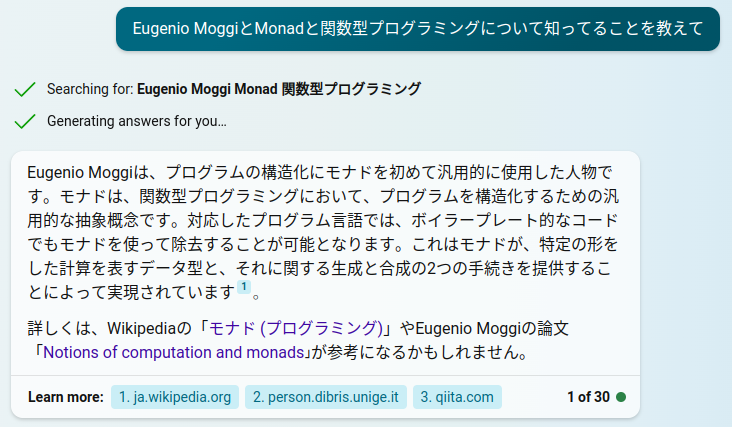 Eugenio MoggiとMonadと関数型プログラミングについて知ってることを教えて
Searching for: Eugenio Moggi Monad 関数型プログラミング
Generating answers for you…
Eugenio Moggiは、プログラムの構造化にモナドを初めて汎用的に使用した人物で
す。モナドは、関数型プログラミングにおいて、プログラムを構造化するための汎
用的な抽象概念です。対応したプログラム言語では、ボイラープレート的なコード
でもモナドを使って除去することが可能となります。これはモナドが、特定の形を
した計算を表すデータ型と、それに関する生成と合成の2つの手続きを提供するこ
とによって実現されています1。
詳しくは、Wikipediaの「モナド (プログラミング)」やEugenio Moggiの論文
「Notions of computation and monads」が参考になるかもしれません。
Learn more: 1. ja.wikipedia.org 2. person.dibris.unige.it 3. qiita.com 1 of 30